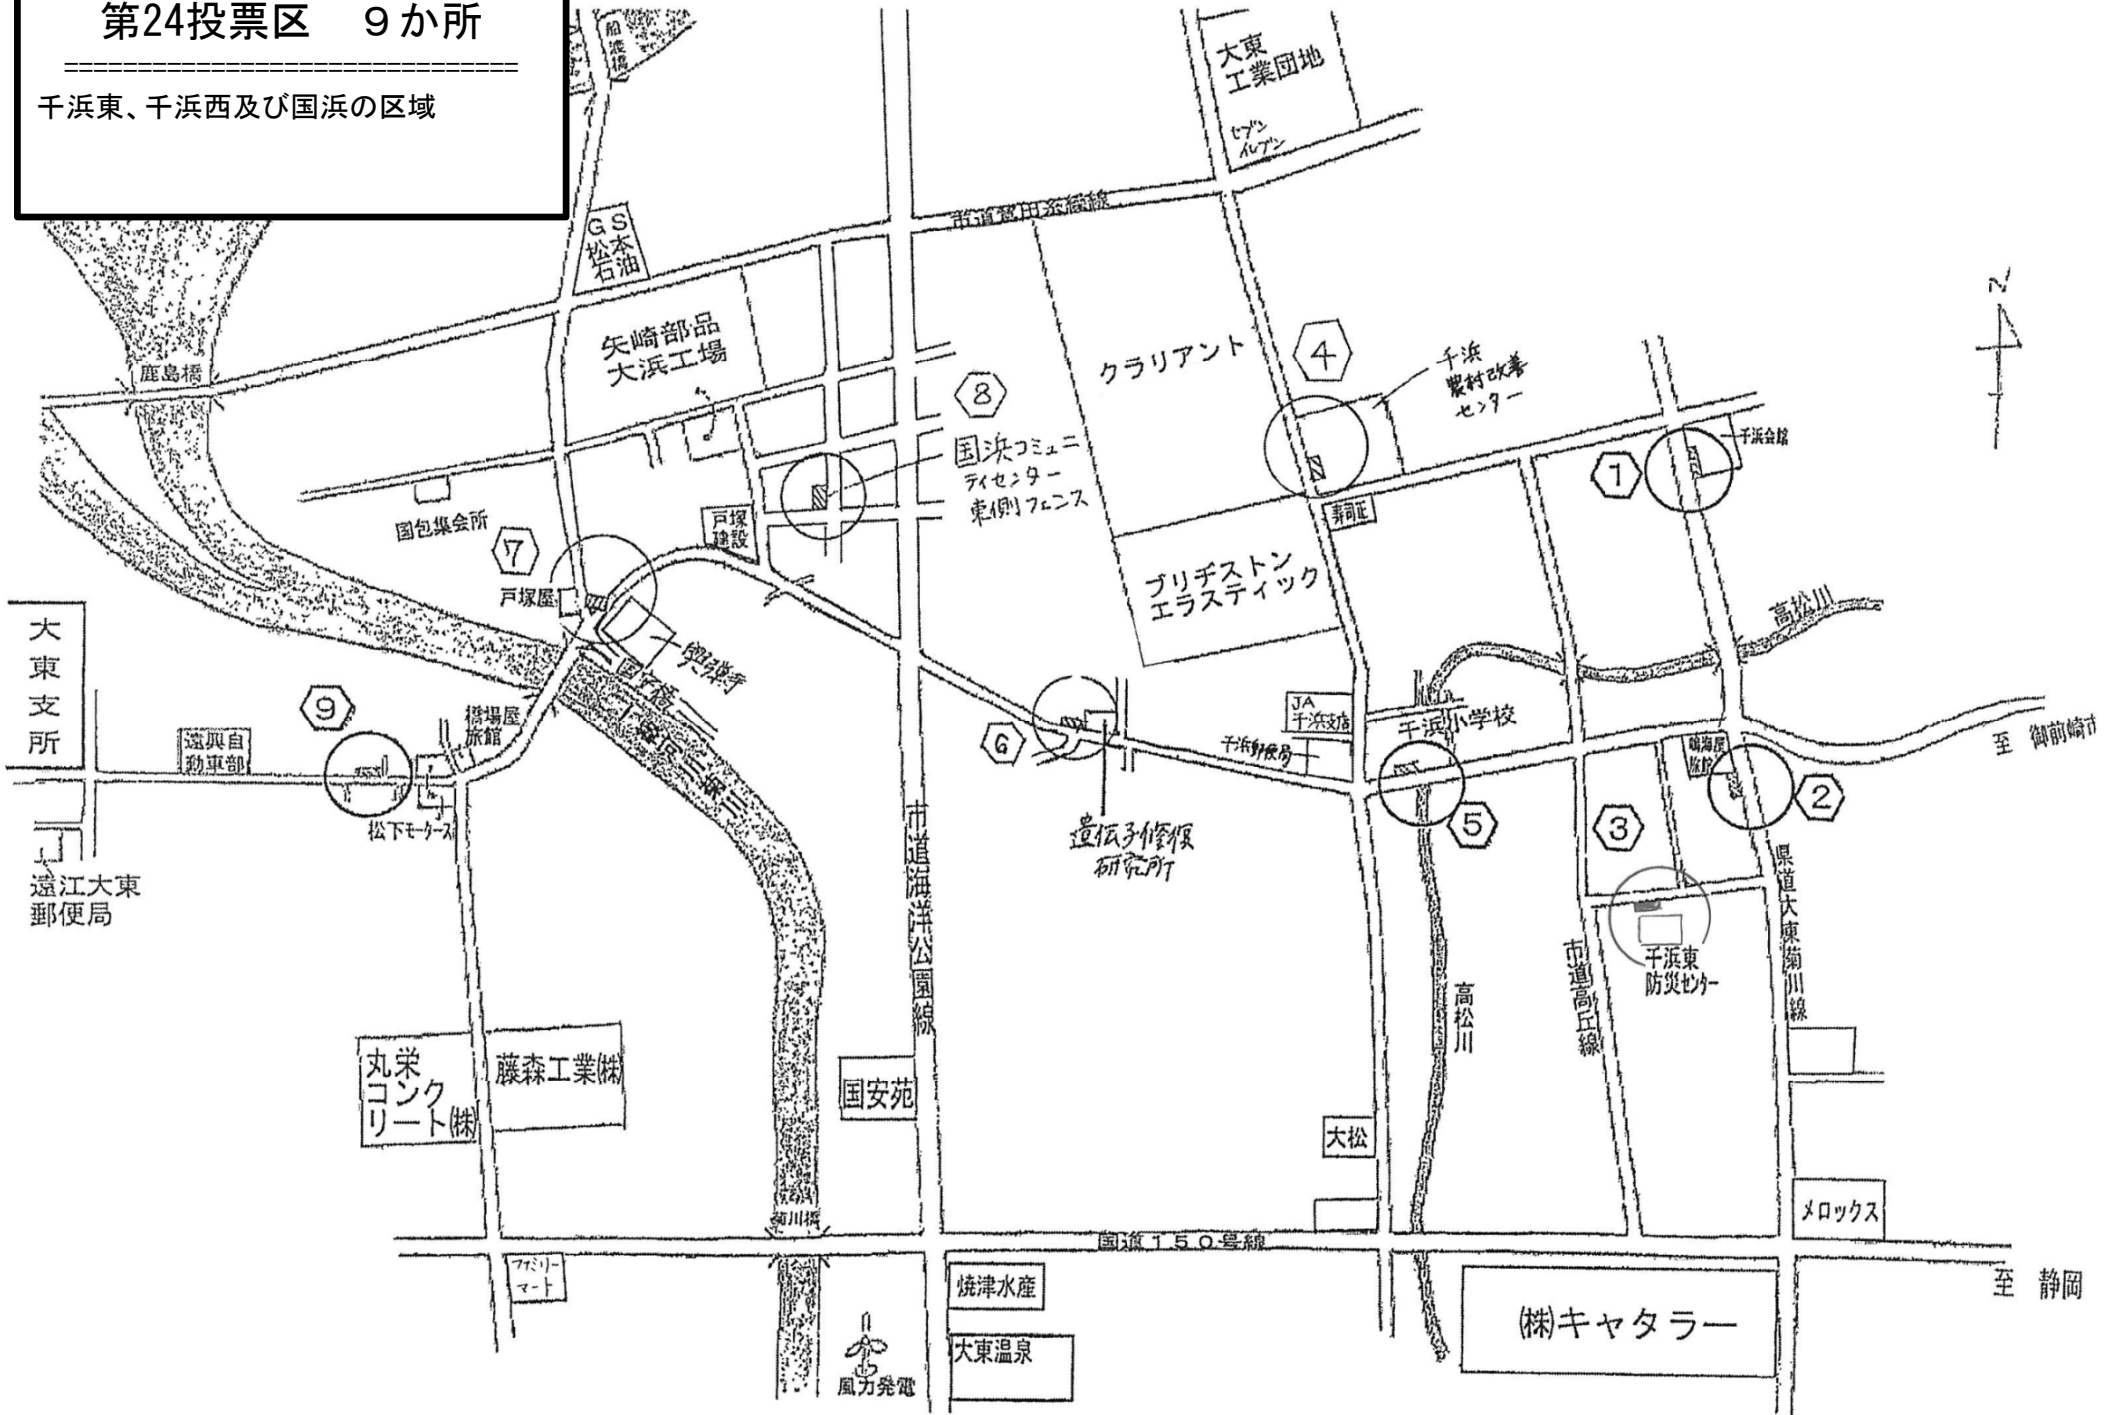 第24投票区　９か所
千浜東、千浜西及び国浜の区域
船渡橋
大東
工業団地
セブン
イレブン
ＧＳ
松本
石油
矢崎部品
大浜工場
鹿島橋
クラリアント
④
千浜
農村改善
センター
N
⑧
国浜コミュニ
ティセンター
東側フェンス
①
千浜会館
国包集会所
⑦
戸塚
建設
寿司正
戸塚屋
ブリヂストン
エラスティック
高松川
大東支所
⑨
橋場屋
旅館
遠興自
動車部
JA
千浜支店
千浜小学校
⑥
千浜郵便局
鳴海屋
旅館
至　御前崎市
②
松下モータース
⑤
③
遺伝子修復
研究所
遠江大東
郵便局
市道海洋公園線
県道大東菊川線
千浜東
防災センター
市道高丘線
高松川
丸栄
コンク
リート㈱
藤森工業㈱
国安苑
大松
メロックス
菊川橋
国道１５０号線
ファミリー
マート
焼津水産
至　静岡
㈱キャタラー
大東温泉
風力発電